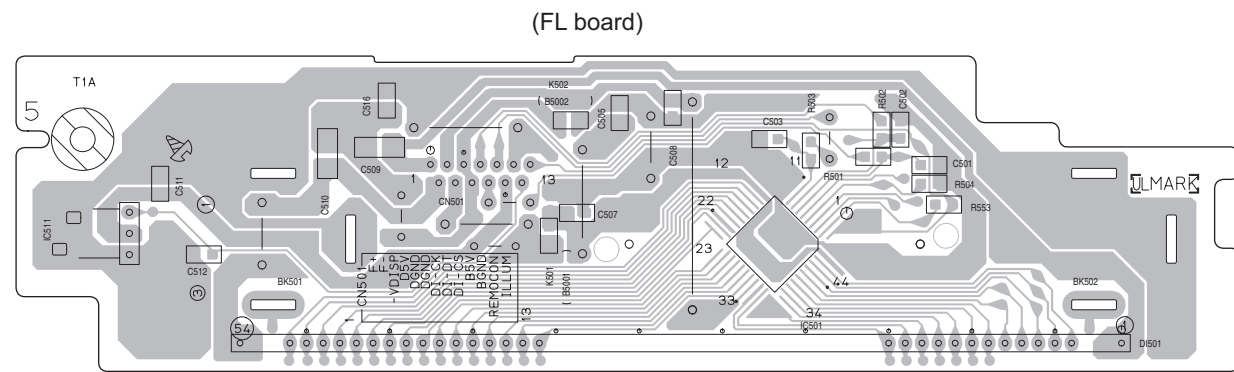 (FL board)
T1A
5
C516
K502
( B5002 )
C505
C508
R503
R502
C502
C503
C509
1
13
12
11
C501
R504
R501
R553
ULMARK
C511
C510
CN501
IC511
1
C507
22
1
23
C512
3
BK501
CN501
F+
F-
-VDISP
D5V
DGND
DGND
DI-CK
DI-DT
DI-CS
B5V
BGND
REMOCON
ILLUM
1
13
K501
( B5001 )
33
34
44
IC501
BK502
54
1
DI501